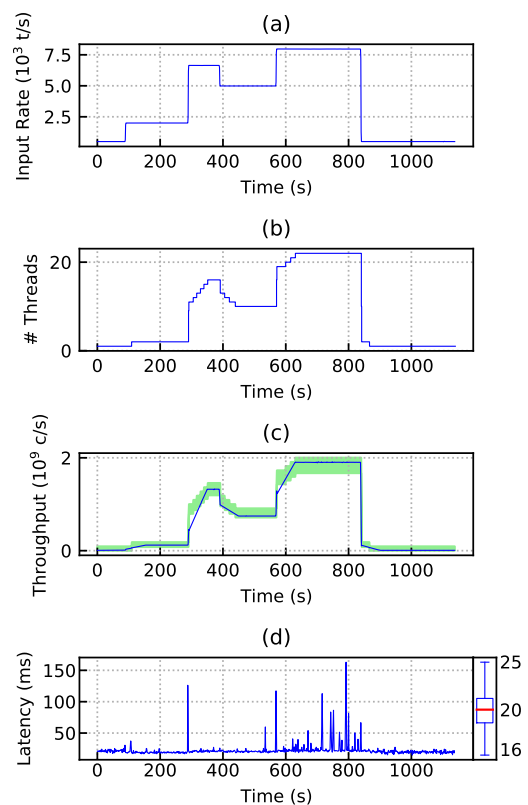 (a)
Input Rate (10³ t/s)
7.5
5.0
2.5
0 200 400 600 800 1000
Time (s)
(b)
# Threads
20
10
0
0 200 400 600 800 1000
Time (s)
(c)
Throughput (10⁹ c/s)
2
1
0
0 200 400 600 800 1000
Time (s)
(d)
Latency (ms)
150
100
50
25
20
16
0 200 400 600 800 1000
Time (s)